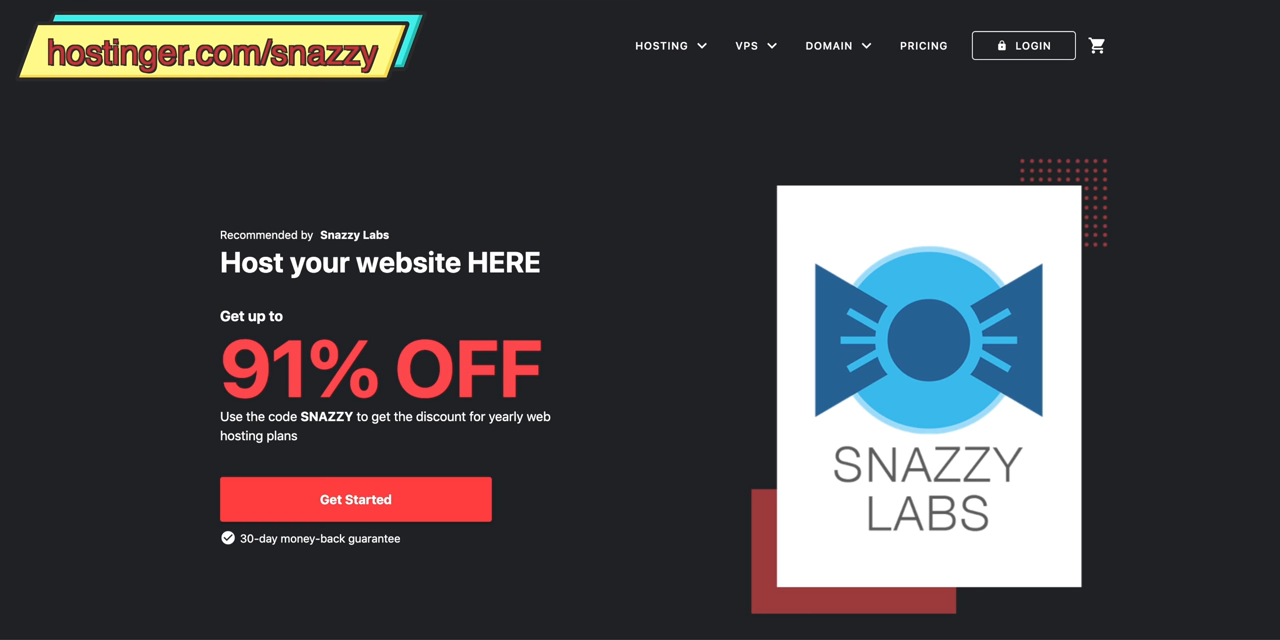 hostinger.com/snazzy
HOSTING
VPS
DOMAIN
PRICING
LOGIN
Recommended by Snazzy Labs
Host your website HERE
Get up to
91% OFF
Use the code SNAZZY to get the discount for yearly web
hosting plans
Get Started
30-day money-back guarantee
SNAZZY
LABS